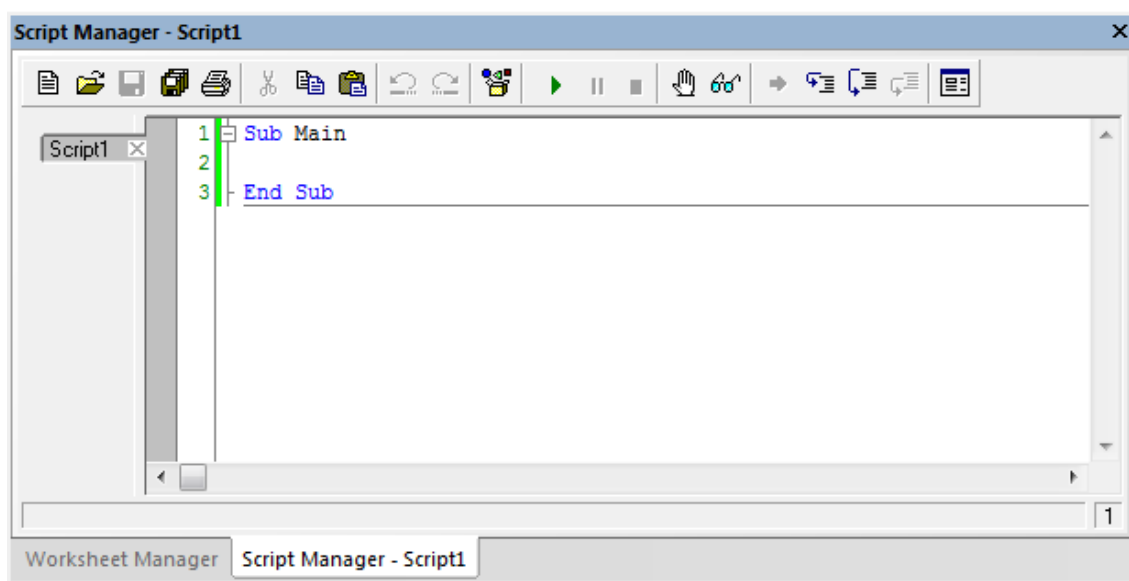 Script Manager - Script1
Script1
1 Sub Main
2
3 End Sub
1
Worksheet Manager Script Manager - Script1